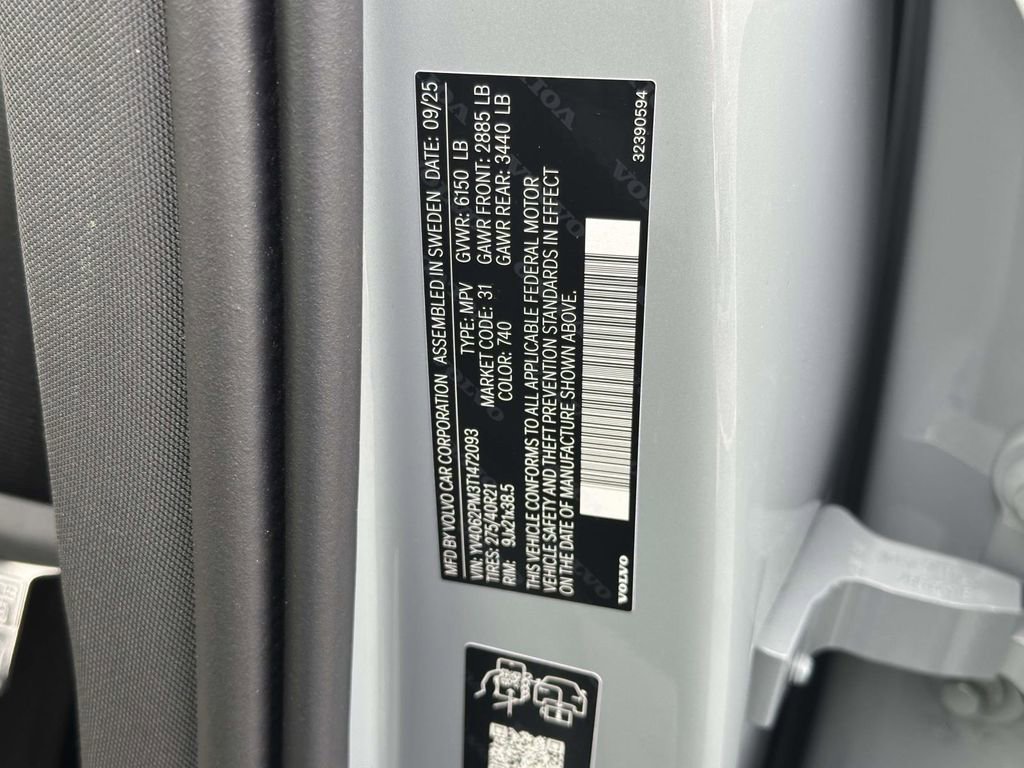 MFD BY VOLVO CAR CORPORATION ASSEMBLED IN SWEDEN DATE: 09/25
VIN: YV4062PM3T1472093 TYPE: MPV GVWR: 6150 LB
TIRES: 275/40R21 MARKET CODE: 31 GAWR FRONT: 2885 LB
RIM: 9Jx21x38.5 COLOR: 740 GAWR REAR: 3440 LB
THIS VEHICLE CONFORMS TO ALL APPLICABLE FEDERAL MOTOR
VEHICLE SAFETY AND THEFT PREVENTION STANDARDS IN EFFECT
ON THE DATE OF MANUFACTURE SHOWN ABOVE.
VOLVO 32390594